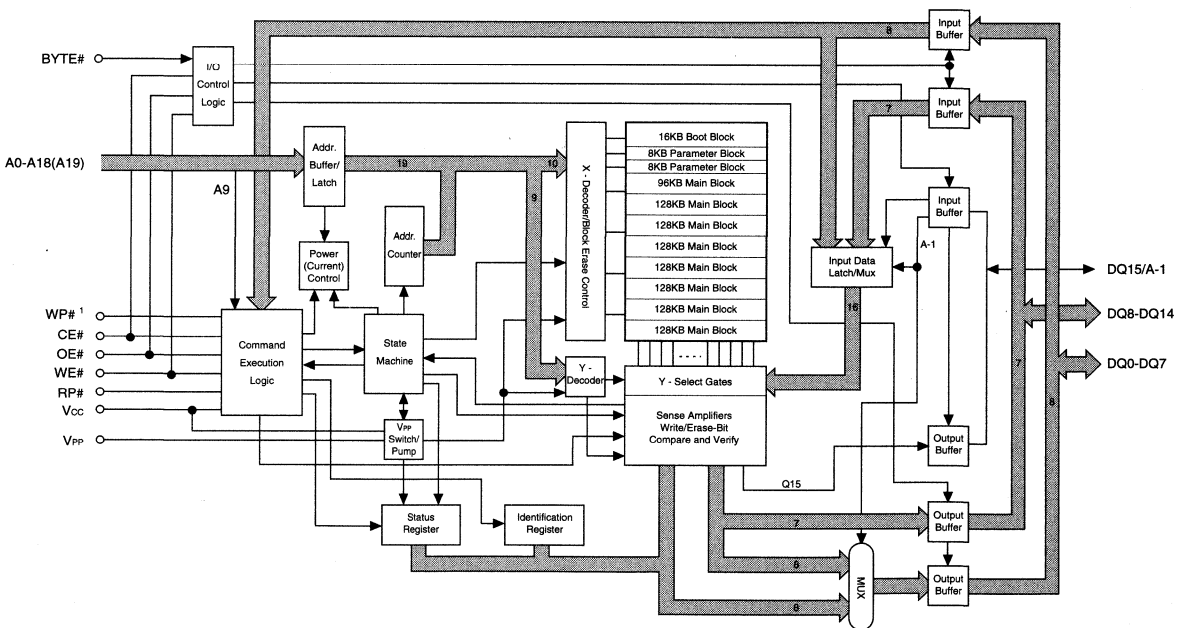 BYTE#
I/O
Control
Logic
8
Input
Buffer
Input
Buffer
7
A0-A18(A19)
Addr.
Buffer/
Latch
19
10
9
A9
X - Decoder/Block Erase Control
16KB Boot Block
8KB Parameter Block
8KB Parameter Block
96KB Main Block
128KB Main Block
128KB Main Block
128KB Main Block
128KB Main Block
128KB Main Block
128KB Main Block
128KB Main Block
Input
Buffer
A-1
Input Data
Latch/Mux
16
DQ15/A-1
DQ8-DQ14
DQ0-DQ7
7
8
Addr.
Counter
Power
(Current)
Control
WP# 1
CE#
OE#
WE#
RP#
VCC
VPP
Command
Execution
Logic
State
Machine
VPP
Switch/
Pump
Y -
Decoder
Y - Select Gates
Sense Amplifiers
Write/Erase-Bit
Compare and Verify
Q15
Output
Buffer
Status
Register
Identification
Register
7
Output
Buffer
8
8
MUX
Output
Buffer